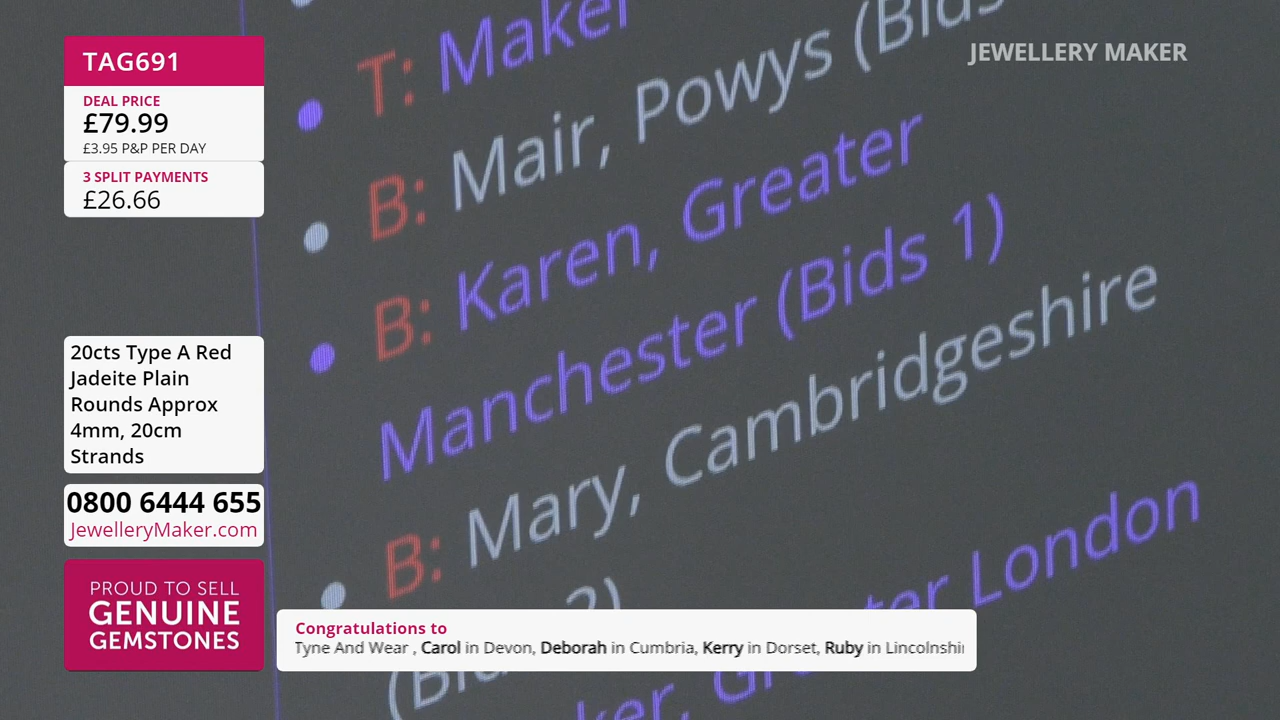 TAG691
DEAL PRICE
£79.99
£3.95 P&P PER DAY
3 SPLIT PAYMENTS
£26.66
20cts Type A Red
Jadeite Plain
Rounds Approx
4mm, 20cm
Strands
0800 6444 655
JewelleryMaker.com
PROUD TO SELL
GENUINE
GEMSTONES
JEWELLERY MAKER
T: Maker
B: Mair, Powys (Bids
B: Karen, Greater
Manchester (Bids 1)
B: Mary, Cambridgeshire
2)
London
Congratulations to
Tyne And Wear , Carol in Devon, Deborah in Cumbria, Kerry in Dorset, Ruby in Lincolnshi